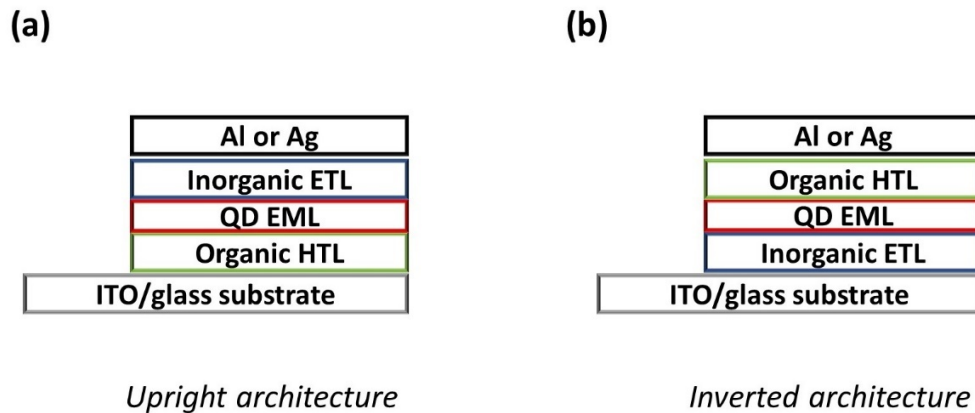 (a)
Al or Ag
Inorganic ETL
QD EML
Organic HTL
ITO/glass substrate
Upright architecture
(b)
Al or Ag
Organic HTL
QD EML
Inorganic ETL
ITO/glass substrate
Inverted architecture